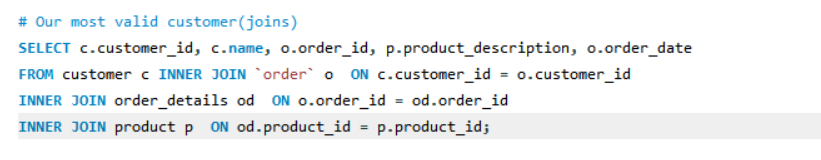 # Our most valid customer(joins)
SELECT c.customer_id, c.name, o.order_id, p.product_description, o.order_date
FROM customer c INNER JOIN `order` o  ON c.customer_id = o.customer_id
INNER JOIN order_details od  ON o.order_id = od.order_id
INNER JOIN product p  ON od.product_id = p.product_id;